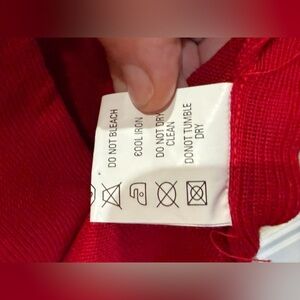 DO NOT BLEACH
COOL IRON
DO NOT DRY
CLEAN
DONOT TUMBLE
DRY